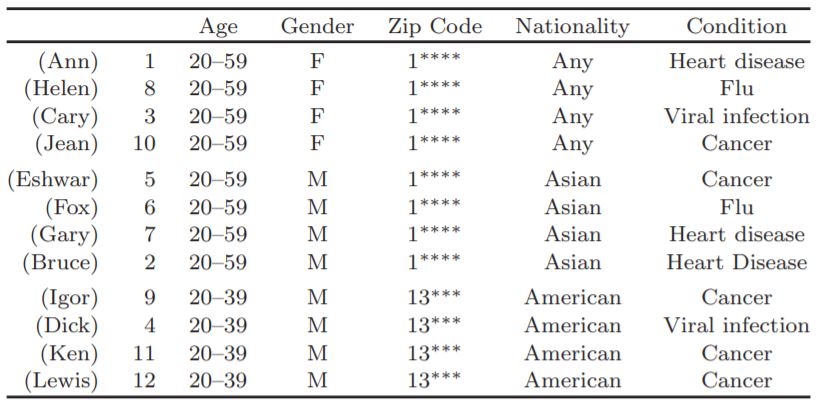 Age Gender Zip Code Nationality Condition
(Ann) 1 20–59 F 1**** Any Heart disease
(Helen) 8 20–59 F 1**** Any Flu
(Cary) 3 20–59 F 1**** Any Viral infection
(Jean) 10 20–59 F 1**** Any Cancer
(Eshwar) 5 20–59 M 1**** Asian Cancer
(Fox) 6 20–59 M 1**** Asian Flu
(Gary) 7 20–59 M 1**** Asian Heart disease
(Bruce) 2 20–59 M 1**** Asian Heart Disease
(Igor) 9 20–39 M 13*** American Cancer
(Dick) 4 20–39 M 13*** American Viral infection
(Ken) 11 20–39 M 13*** American Cancer
(Lewis) 12 20–39 M 13*** American Cancer